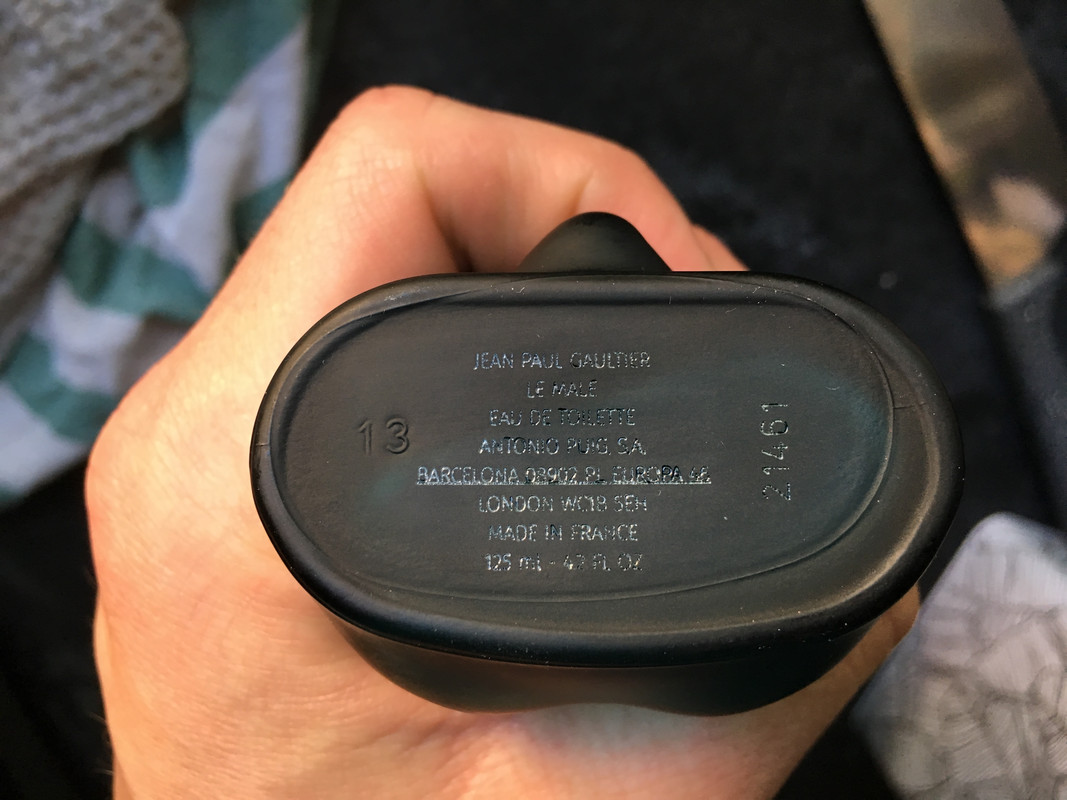 JEAN PAUL GAULTIER
LE MALE
EAU DE TOILETTE
ANTONIO PUIG, S.A.
BARCELONA 08902 PL EUROPA 46
LONDON WC1B 5EH
MADE IN FRANCE
125 ml - 4.2 FL OZ
13
21461